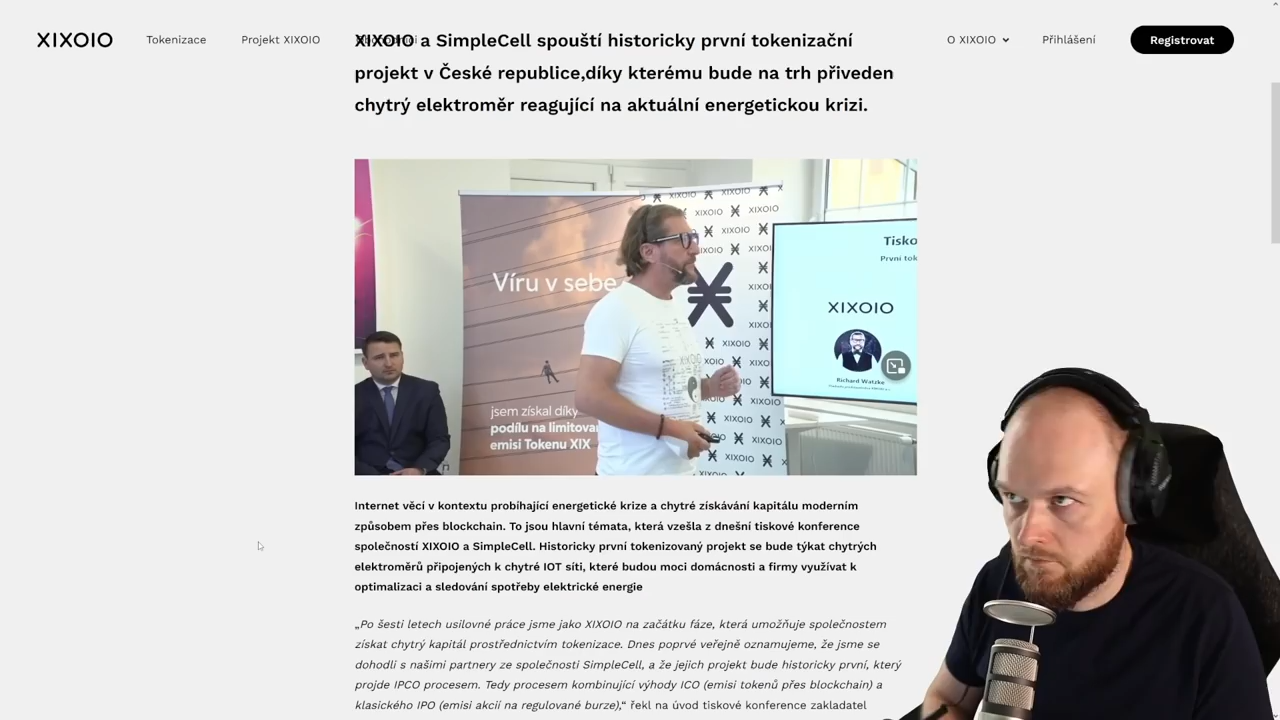 XIXOIO
Tokenizace
Projekt XIXOIO
O XIXOIO
Přihlášení
Registrovat
XIXOIO a SimpleCell spouští historicky první tokenizační
projekt v České republice,díky kterému bude na trh přiveden
chytrý elektroměr reagující na aktuální energetickou krizi.
Víru v sebe
jsem získal díky
podílu na limitovan
emisi Tokenu XIX
XIXOIO
Tisko
První tok
XIXOIO
Richard Watzke
Internet věcí v kontextu probíhající energetické krize a chytré získávání kapitálu moderním
způsobem přes blockchain. To jsou hlavní témata, která vzešla z dnešní tiskové konference
společností XIXOIO a SimpleCell. Historicky první tokenizovaný projekt se bude týkat chytrých
elektroměrů připojených k chytré IOT síti, které budou moci domácnosti a firmy využívat k
optimalizaci a sledování spotřeby elektrické energie
„Po šesti letech usilovné práce jsme jako XIXOIO na začátku fáze, která umožňuje společnostem
získat chytrý kapitál prostřednictvím tokenizace. Dnes poprvé veřejně oznamujeme, že jsme se
dohodli s našimi partnery ze společnosti SimpleCell, a že jejich projekt bude historicky první, který
projde IPCO procesem. Tedy procesem kombinující výhody ICO (emisi tokenů přes blockchain) a
klasického IPO (emisi akcií na regulované burze),“ řekl na úvod tiskové konference zakladatel